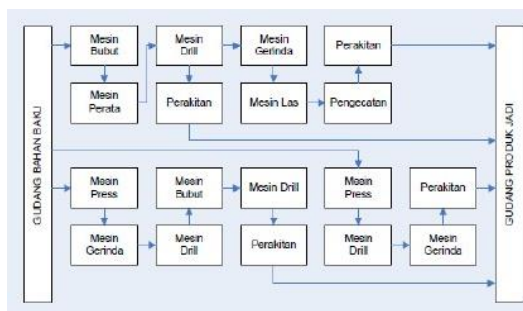 GUDANG BAHAN BAKU
Mesin
Bubut
Mesin
Drill
Mesin
Gerinda
Perakitan
Mesin
Perata
Perakitan
Mesin Las
Pengecatan
Mesin
Press
Mesin
Bubut
Mesin Drill
Mesin
Press
Perakitan
Mesin
Gerinda
Mesin
Drill
Perakitan
Mesin
Drill
Mesin
Gerinda
GUDANG PRODUK JADI